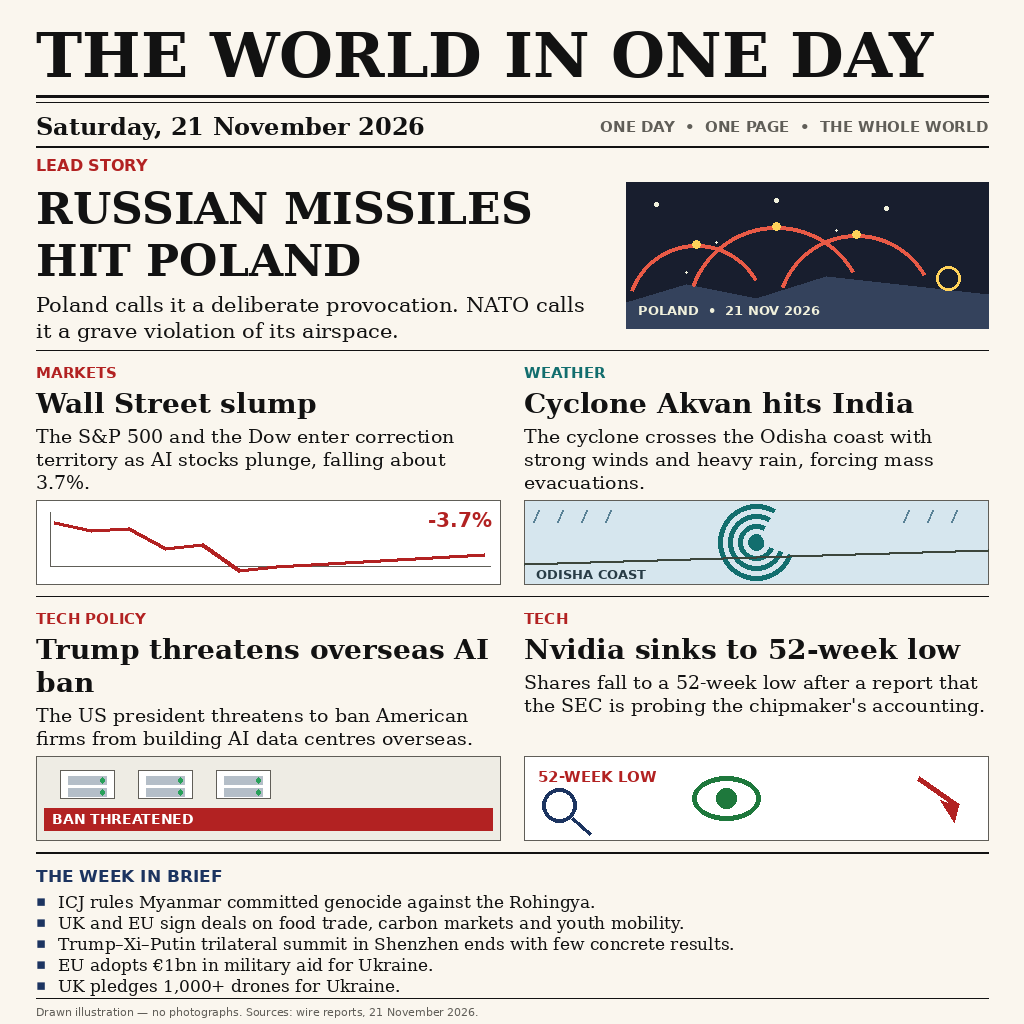 THE WORLD IN ONE DAY
Saturday, 21 November 2026
ONE DAY • ONE PAGE • THE WHOLE WORLD
LEAD STORY
RUSSIAN MISSILES
HIT POLAND
Poland calls it a deliberate provocation. NATO calls
it a grave violation of its airspace.
POLAND • 21 NOV 2026
MARKETS
Wall Street slump
The S&P 500 and the Dow enter correction
territory as AI stocks plunge, falling about
3.7%.
-3.7%
WEATHER
Cyclone Akvan hits India
The cyclone crosses the Odisha coast with
strong winds and heavy rain, forcing mass
evacuations.
ODISHA COAST
TECH POLICY
Trump threatens overseas AI
ban
The US president threatens to ban American
firms from building AI data centres overseas.
BAN THREATENED
TECH
Nvidia sinks to 52-week low
Shares fall to a 52-week low after a report that
the SEC is probing the chipmaker's accounting.
52-WEEK LOW
THE WEEK IN BRIEF
▪ ICJ rules Myanmar committed genocide against the Rohingya.
▪ UK and EU sign deals on food trade, carbon markets and youth mobility.
▪ Trump–Xi–Putin trilateral summit in Shenzhen ends with few concrete results.
▪ EU adopts €1bn in military aid for Ukraine.
▪ UK pledges 1,000+ drones for Ukraine.
Drawn illustration — no photographs. Sources: wire reports, 21 November 2026.